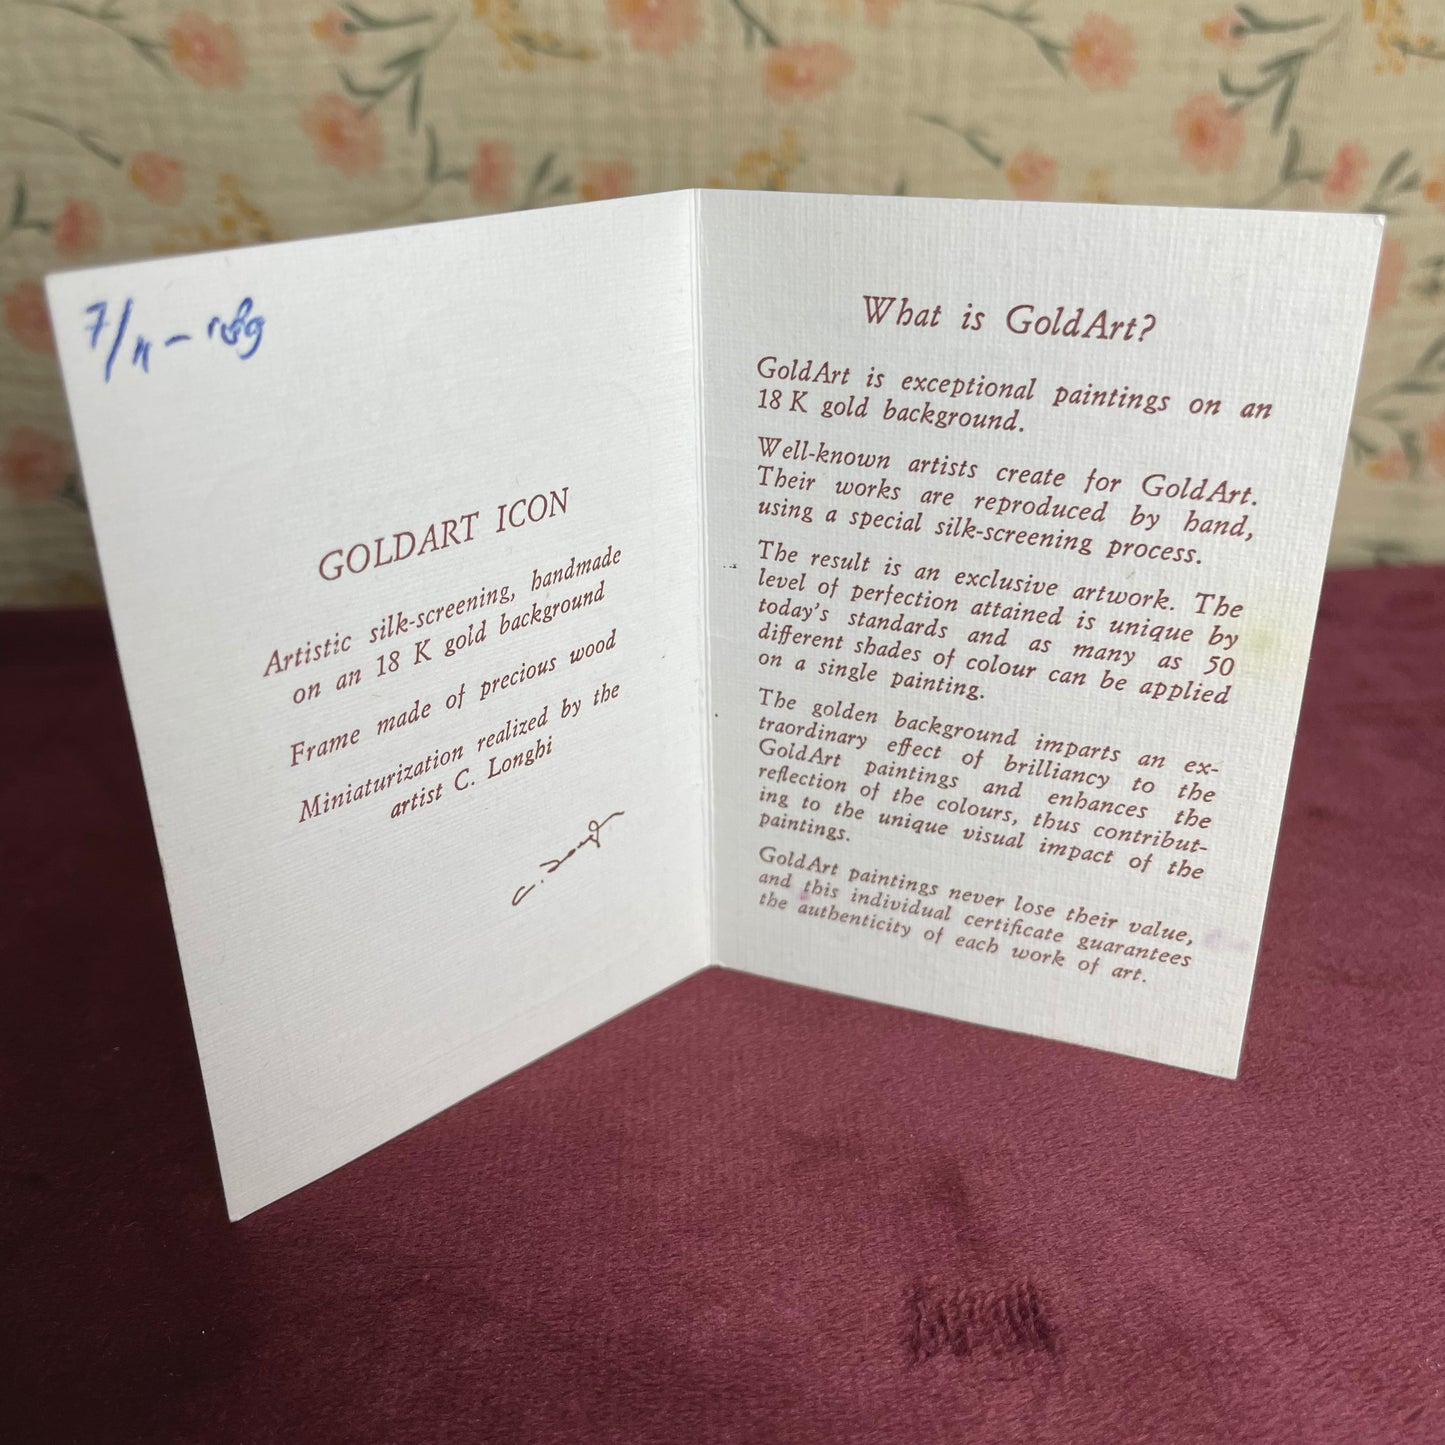 GOLDART ICON
Artistic silk-screening, handmade
on an 18 K gold background
Frame made of precious wood
Miniaturization realized by the
artist C. Longhi
What is GoldArt?
GoldArt is exceptional paintings on an
18 K gold background.
Well-known artists create for GoldArt.
Their works are reproduced by hand,
using a special silk-screening process.
The result is an exclusive artwork. The
level of perfection attained is unique by
today's standards and as many as 50
different shades of colour can be applied
on a single painting.
The golden background imparts an ex-
traordinary effect of brilliancy to the
GoldArt paintings and enhances the
reflection of the colours, thus contribut-
ing to the unique visual impact of the
paintings.
GoldArt paintings never lose their value,
and this individual certificate guarantees
the authenticity of each work of art.